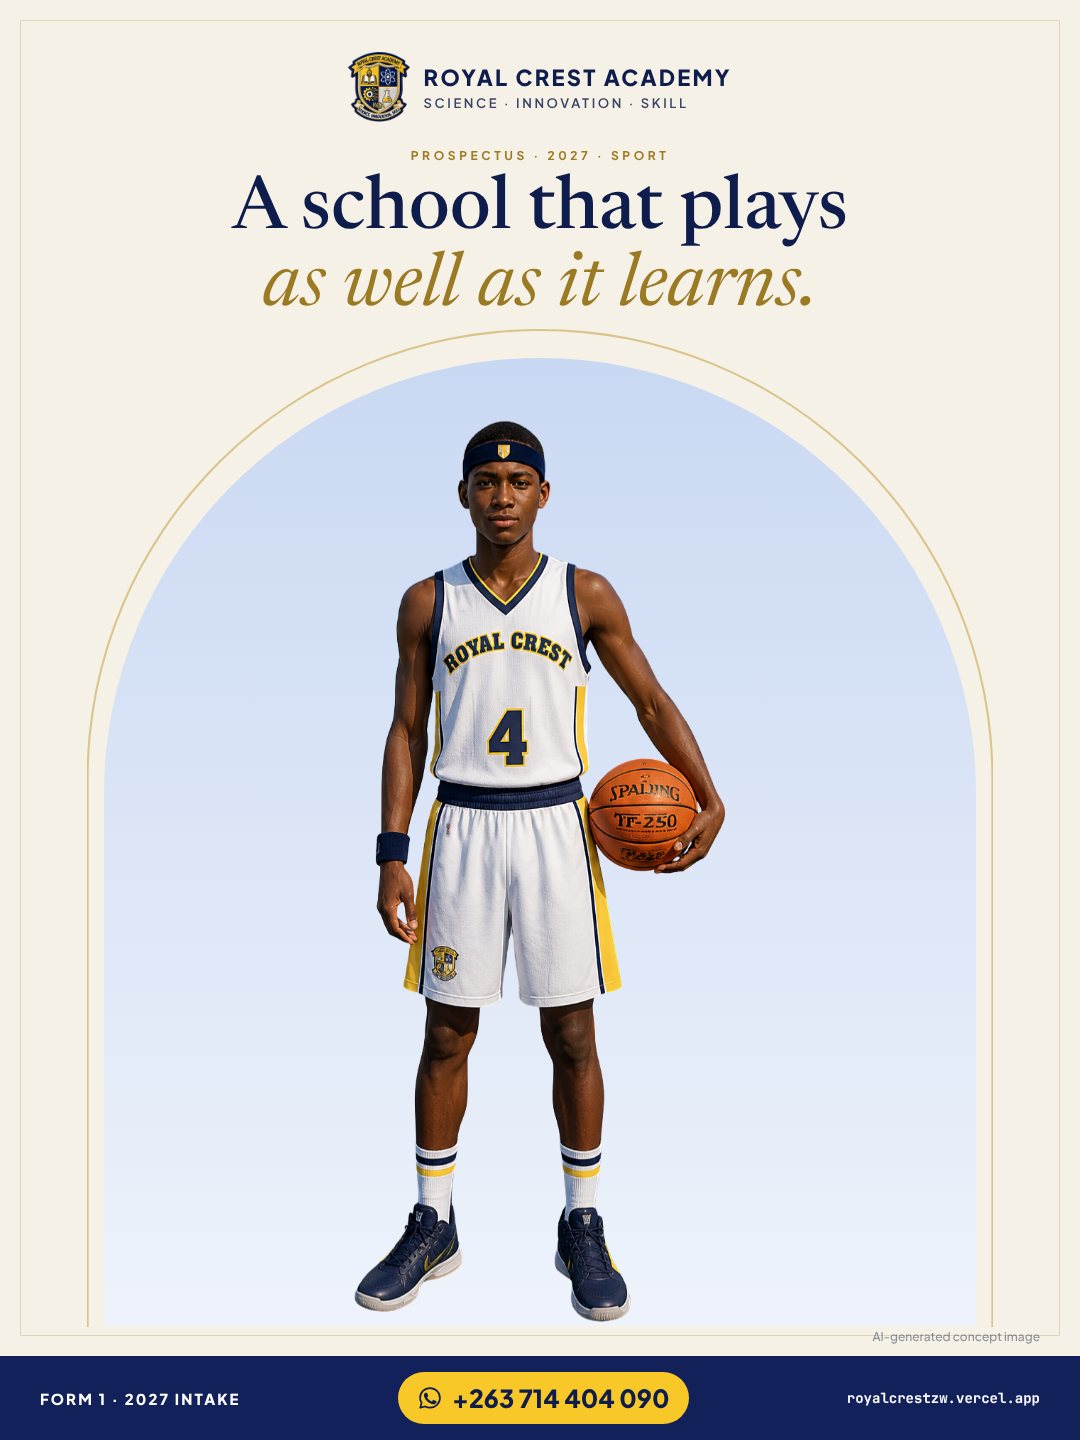 ROYAL CREST ACADEMY
SCIENCE · INNOVATION · SKILL
PROSPECTUS · 2027 · SPORT
A school that plays
as well as it learns.
ROYAL CREST
4
SPALDING
TF-250
AI-generated concept image
FORM 1 · 2027 INTAKE
+263 714 404 090
royalcrestzw.vercel.app